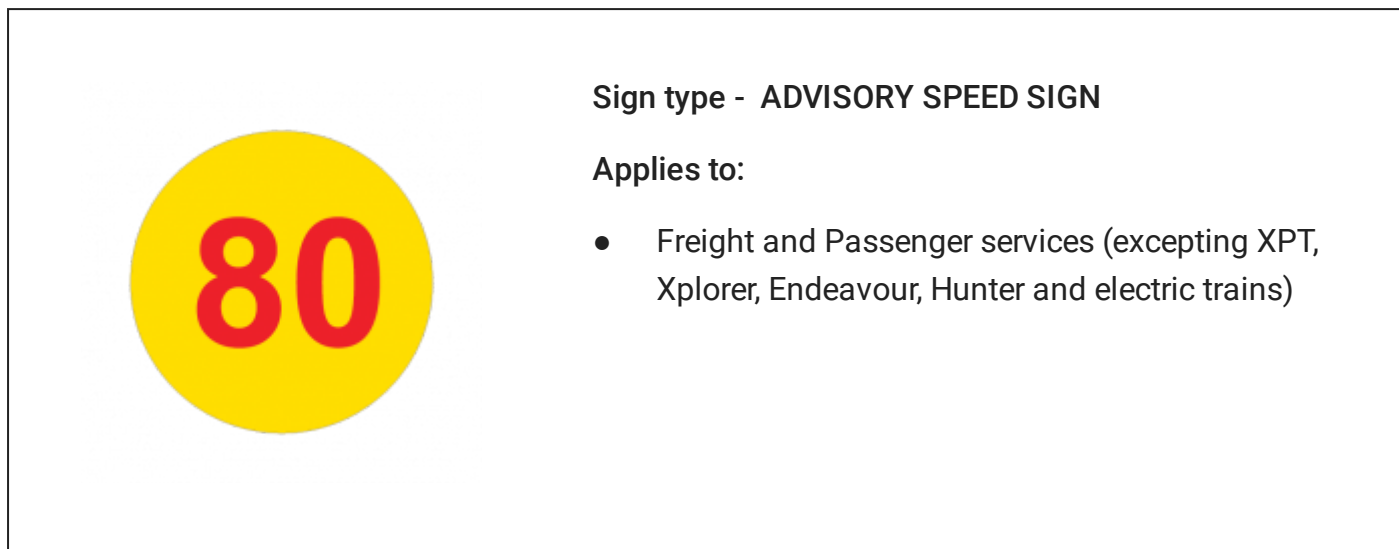 80
Sign type - ADVISORY SPEED SIGN
Applies to:
● Freight and Passenger services (excepting XPT,
Xplorer, Endeavour, Hunter and electric trains)